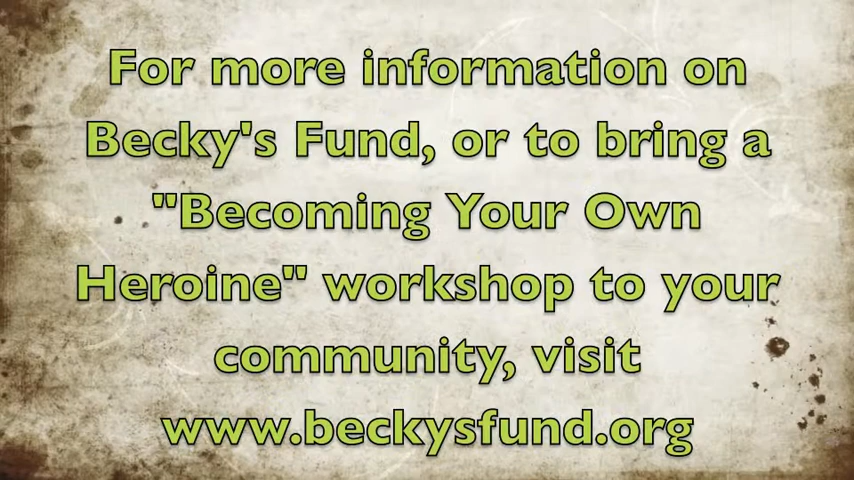 For more information on
Becky's Fund, or to bring a
"Becoming Your Own
Heroine" workshop to your
community, visit
www.beckysfund.org